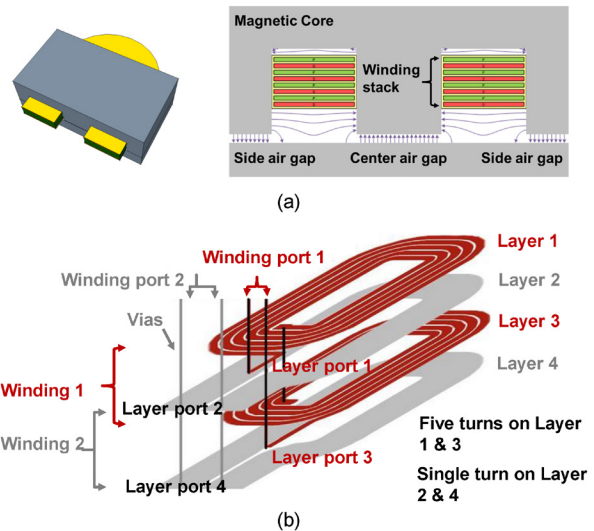 (a)
Magnetic Core
Winding
stack
Side air gap
Center air gap
Side air gap
(a)
(b)
Winding port 1
Winding port 2
Vias
Layer 1
Layer 2
Layer 3
Layer 4
Winding 1
Layer port 1
Layer port 2
Winding 2
Layer port 3
Layer port 4
Five turns on Layer
1 & 3
Single turn on Layer
2 & 4
(b)